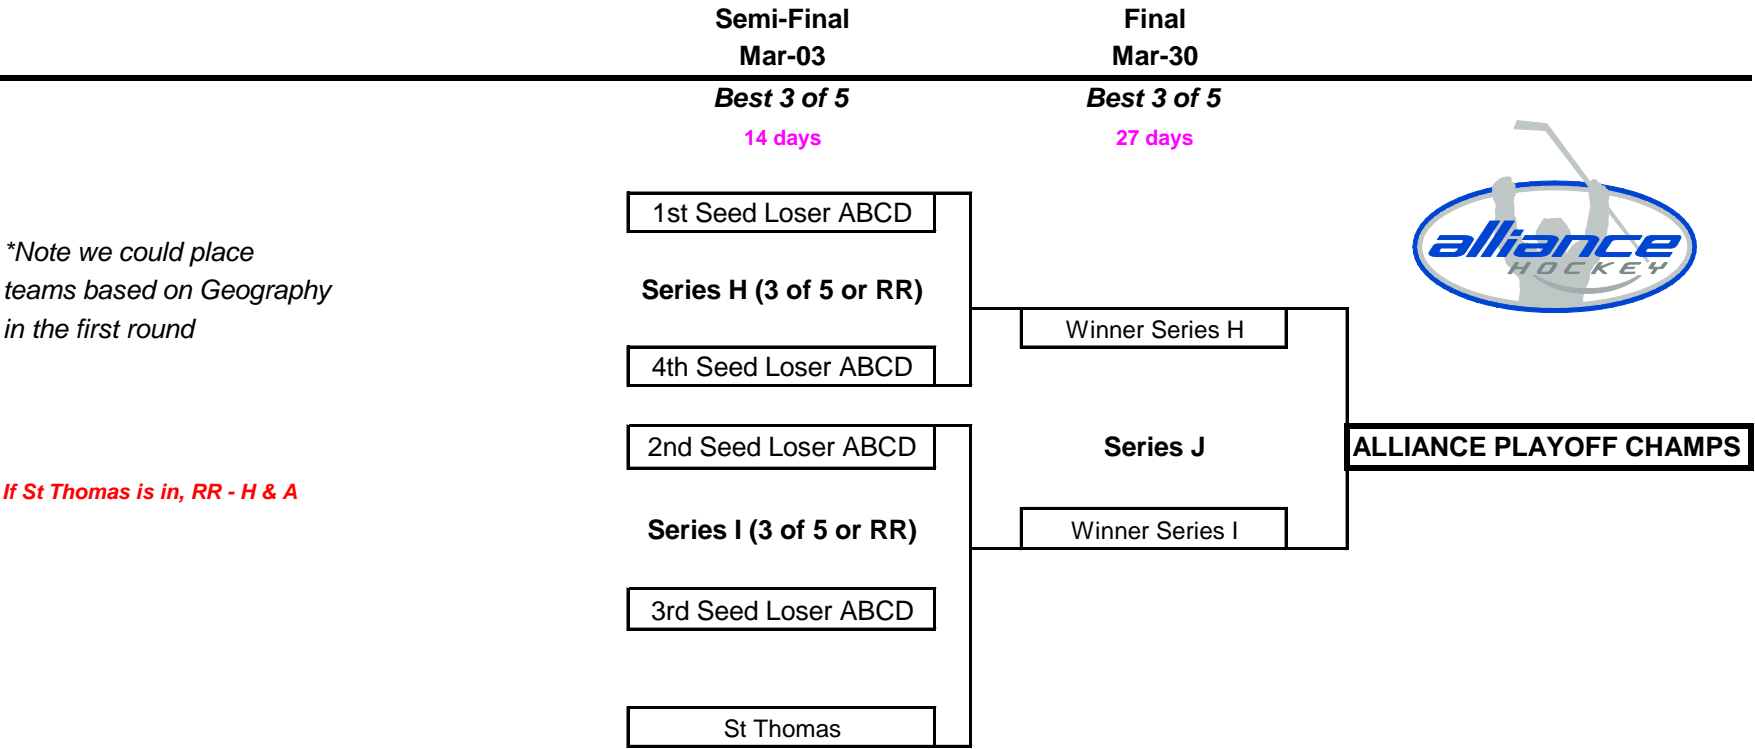 Semi-Final
Final
Mar-03
Mar-30
Best 3 of 5
Best 3 of 5
14 days
27 days
alliance
HOCKEY
1st Seed Loser ABCD
*Note we could place
teams based on Geography
in the first round
Series H (3 of 5 or RR)
Winner Series H
4th Seed Loser ABCD
2nd Seed Loser ABCD
Series J
ALLIANCE PLAYOFF CHAMPS
If St Thomas is in, RR - H & A
Series I (3 of 5 or RR)
Winner Series I
3rd Seed Loser ABCD
St Thomas